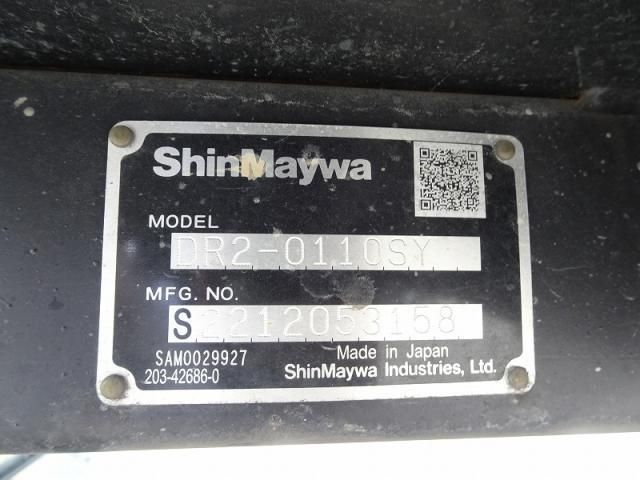 ShinMaywa
MODEL
DR2-0110SY
MFG. NO.
S2212053158
SAM0029927
203-42686-0
Made in Japan
ShinMaywa Industries, Ltd.